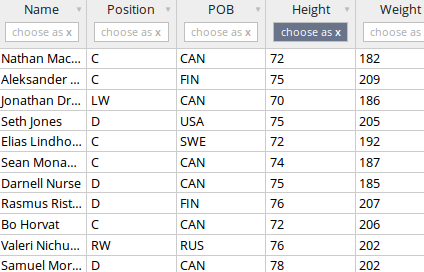 Name Position POB Height Weight
choose as x choose as x choose as x choose as x choose as
Nathan Mac... C CAN 72 182
Aleksander ... C FIN 75 209
Jonathan Dr... LW CAN 70 186
Seth Jones D USA 75 205
Elias Lindho... C SWE 72 192
Sean Mona... C CAN 74 187
Darnell Nurse D CAN 75 185
Rasmus Rist... D FIN 76 207
Bo Horvat C CAN 72 206
Valeri Nichu... RW RUS 76 202
Samuel Mor... D CAN 78 202